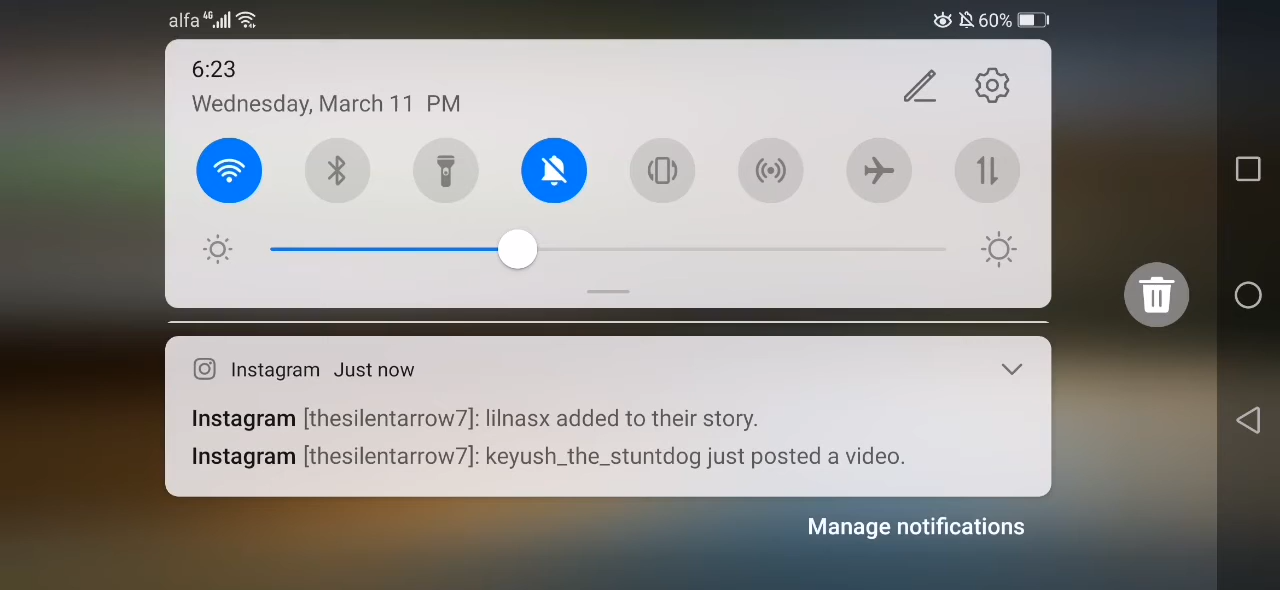 alfa 4G 60%
6:23
Wednesday, March 11 PM
Instagram Just now
Instagram [thesilentarrow7]: lilnasx added to their story.
Instagram [thesilentarrow7]: keyush_the_stuntdog just posted a video.
Manage notifications